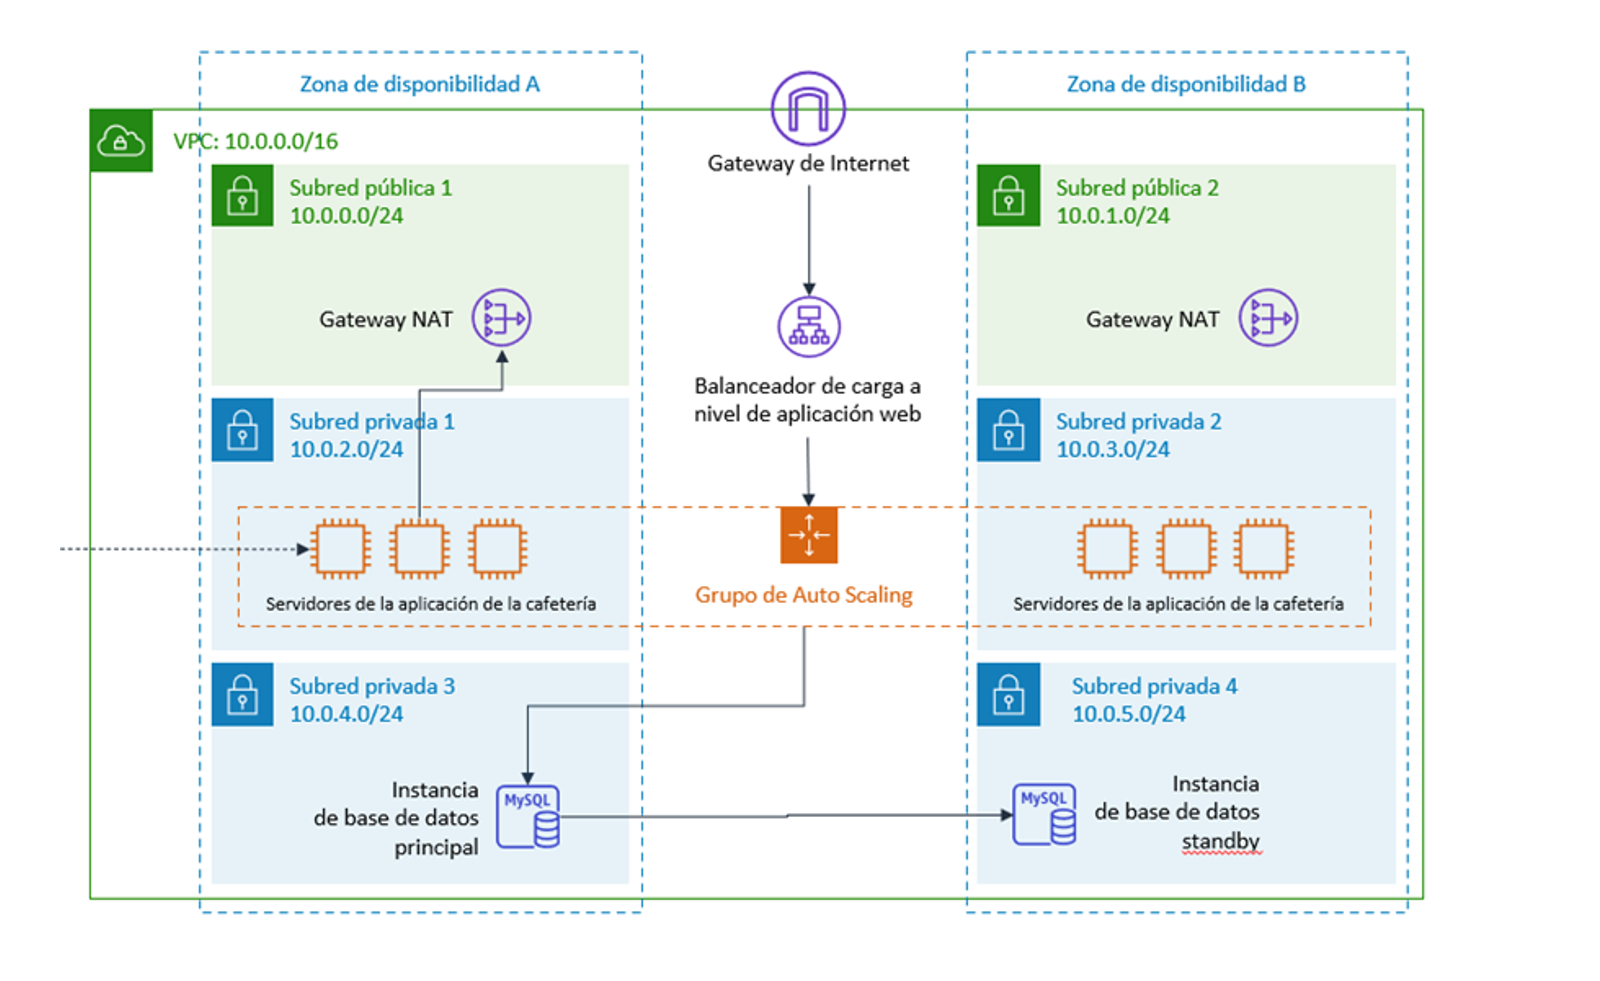 Zona de disponibilidad A
Zona de disponibilidad B
VPC: 10.0.0.0/16
Gateway de Internet
Subred pública 1
10.0.0.0/24
Subred pública 2
10.0.1.0/24
Gateway NAT
Gateway NAT
Balanceador de carga a
nivel de aplicación web
Subred privada 1
10.0.2.0/24
Subred privada 2
10.0.3.0/24
Servidores de la aplicación de la cafetería
Grupo de Auto Scaling
Servidores de la aplicación de la cafetería
Subred privada 3
10.0.4.0/24
Subred privada 4
10.0.5.0/24
Instancia
de base de datos
principal
MySQL
MySQL
Instancia
de base de datos
standby